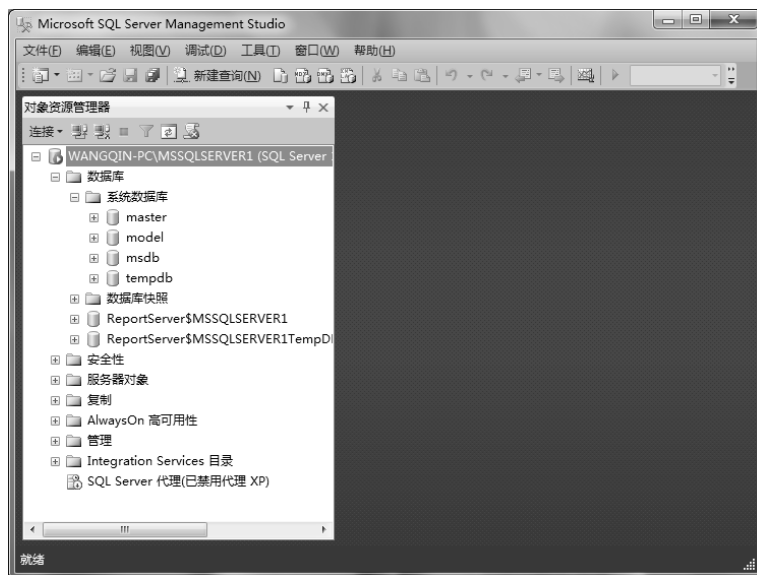 Microsoft SQL Server Management Studio
文件(F) 编辑(E) 视图(V) 调试(D) 工具(T) 窗口(W) 帮助(H)
新建查询(N)
对象资源管理器
连接
WANGQIN-PC\MSSQLSERVER1 (SQL Server
数据库
系统数据库
master
model
msdb
tempdb
数据库快照
ReportServer$MSSQLSERVER1
ReportServer$MSSQLSERVER1TempDI
安全性
服务器对象
复制
AlwaysOn 高可用性
管理
Integration Services 目录
SQL Server 代理(已禁用代理 XP)
就绪